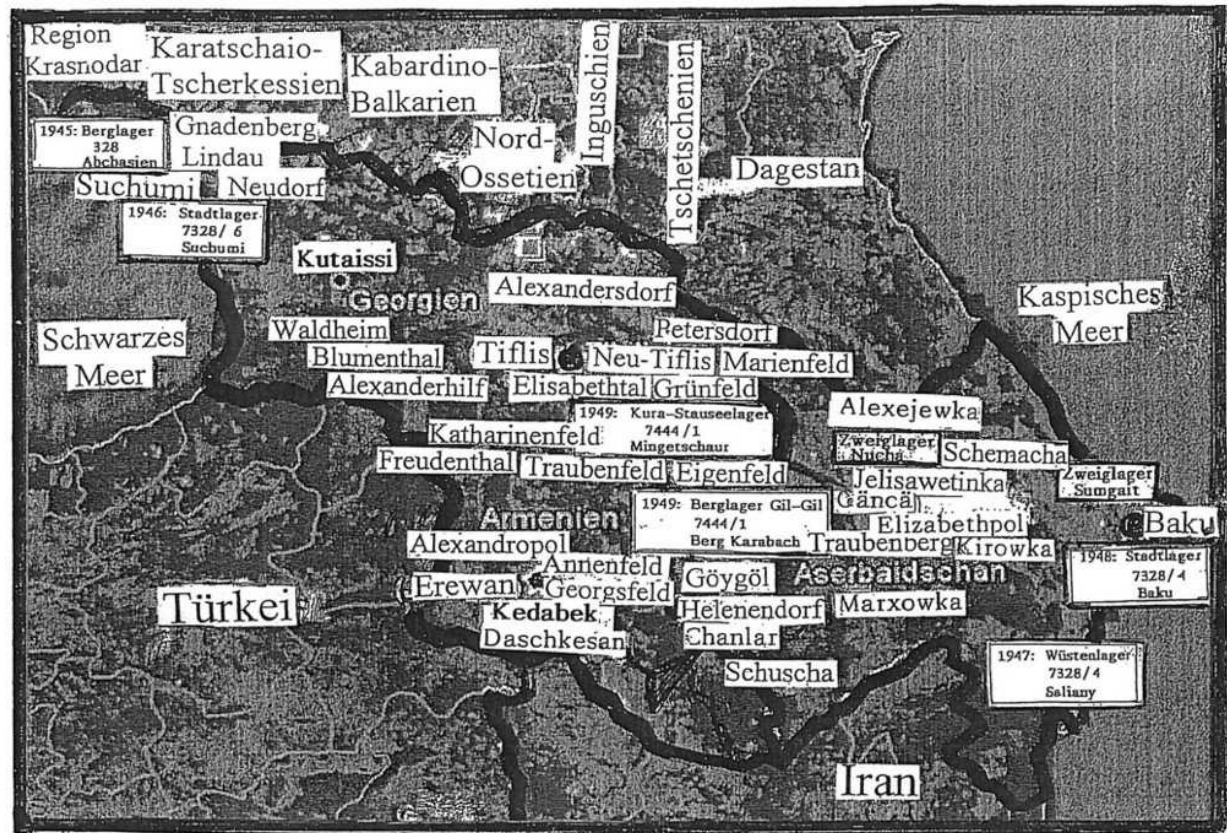 Region
Krasnodar
Karatschaio-
Tscherkessien
Kabardino-
Balkarien
Inguschien
Tschetschenien
1945: Berglager
328
Abchasien
Gnadenberg
Lindau
Nord-
Ossetien
Dagestan
Suchumi
Neudorf
1946: Stadtlager
7328/ 6
Suchumi
Kutaissi
Georgien
Alexandersdorf
Kaspisches
Meer
Schwarzes
Meer
Waldheim
Petersdorf
Blumenthal
Tiflis
Neu-Tiflis
Marienfeld
Alexanderhilf
Elisabethtal
Grünfeld
1949: Kura-Stauseelager
7444/1
Mingetschaur
Alexejewka
Katharinenfeld
Zweiglager
Nucha
Schemacha
Freudenthal
Traubenfeld
Eigenfeld
Zweiglager
Sumgait
Jelisawetinka
Gäncä
1949: Berglager Gil-Gil
7444/1
Berg Karabach
Armenien
Elizabethpol
Baku
Alexandropol
Traubenberg
Kirowka
Annenfeld
1948: Stadtlager
7328/4
Baku
Erewan
Georgsfeld
Göygöl
Aserbaidschan
Türkei
Kedabek
Helenendorf
Marxowka
Daschkesan
Chanlar
1947: Wüstenlager
7328/4
Saliany
Schuscha
Iran